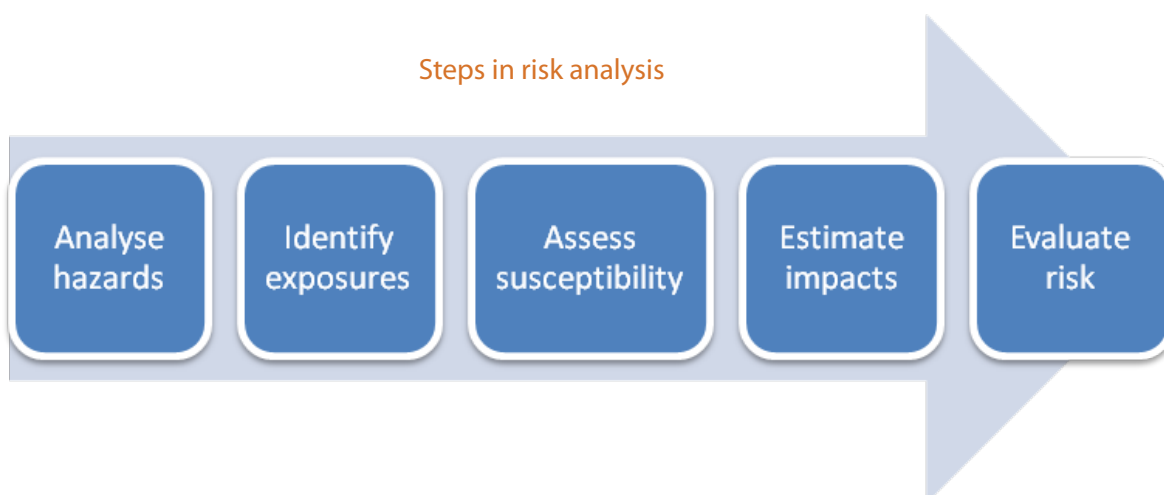 Steps in risk analysis
Analyse
hazards
Identify
exposures
Assess
susceptibility
Estimate
impacts
Evaluate
risk